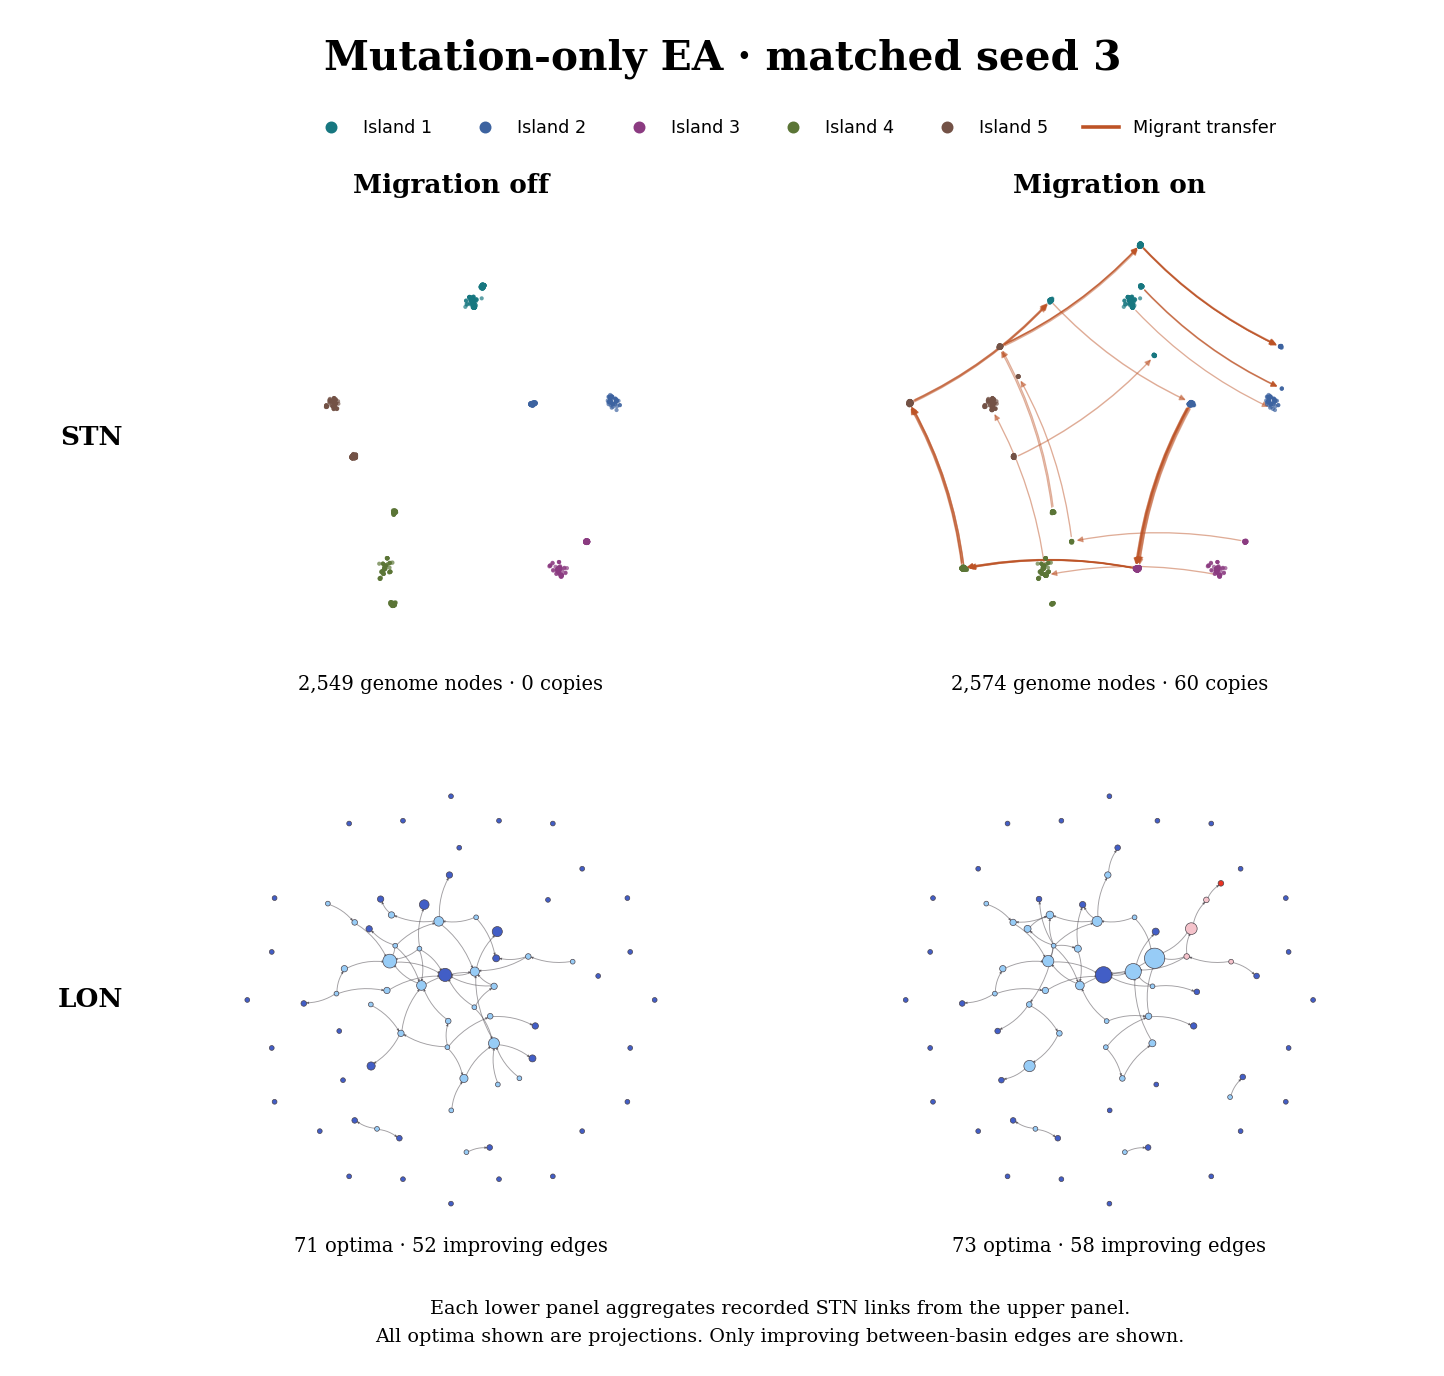 Mutation-only EA · matched seed 3
Island 1
Island 2
Island 3
Island 4
Island 5
Migrant transfer
Migration off
Migration on
STN
2,549 genome nodes · 0 copies
2,574 genome nodes · 60 copies
LON
71 optima · 52 improving edges
73 optima · 58 improving edges
Each lower panel aggregates recorded STN links from the upper panel.
All optima shown are projections. Only improving between-basin edges are shown.